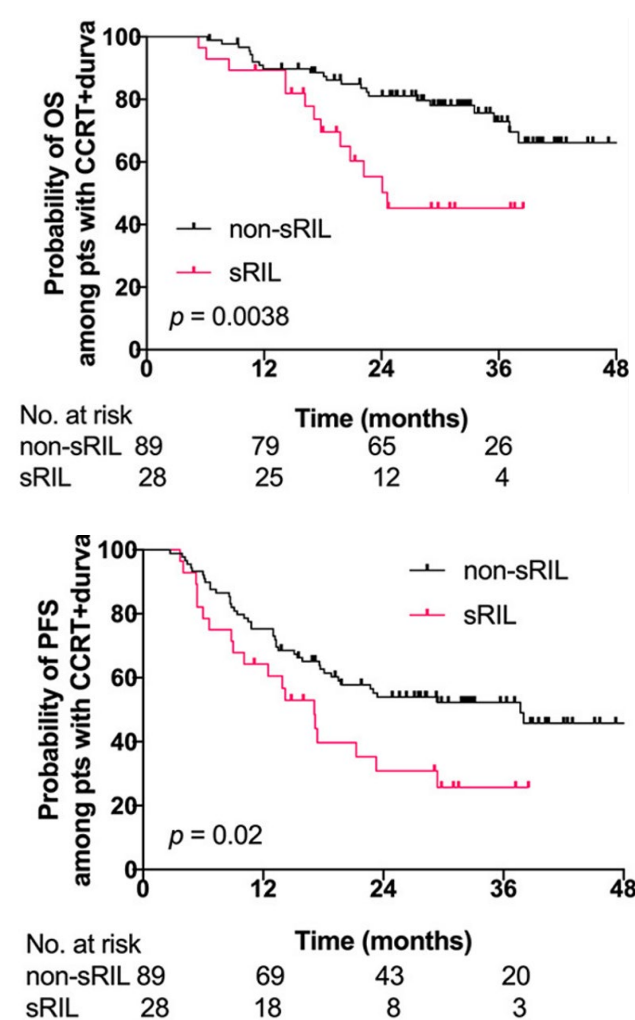 Probability of OS
among pts with CCRT+durva
100
80
60
40
20
0
non-sRIL
sRIL
p = 0.0038
0 12 24 36 48
Time (months)
No. at risk
non-sRIL 89 79 65 26
sRIL 28 25 12 4
Probability of PFS
among pts with CCRT+durva
100
80
60
40
20
0
non-sRIL
sRIL
p = 0.02
0 12 24 36 48
Time (months)
No. at risk
non-sRIL 89 69 43 20
sRIL 28 18 8 3